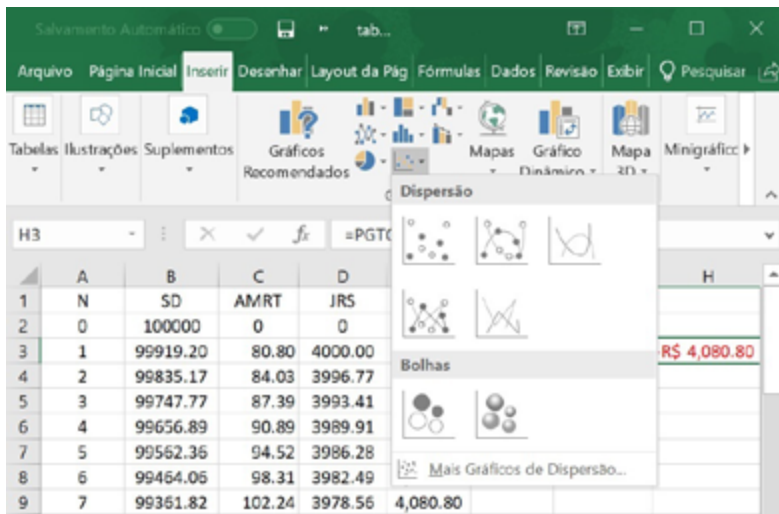 Salvamento Automático tab...
Arquivo Página Inicial Inserir Desenhar Layout da Pág Fórmulas Dados Revisão Exibir Pesquisar
Tabelas Ilustrações Suplementos Gráficos Recomendados Mapas Gráfico Dinâmico Mapa 3D Minigráfic
Dispersão
H3 fx =PGTO
A B C D H
1 N SD AMRT JRS
2 0 100000 0 0
3 1 99919.20 80.80 4000.00 R$ 4,080.80
4 2 99835.17 84.03 3996.77
Bolhas
5 3 99747.77 87.39 3993.41
6 4 99656.89 90.89 3989.91
7 5 99562.36 94.52 3986.28
8 6 99464.06 98.31 3982.49
Mais Gráficos de Dispersão...
9 7 99361.82 102.24 3978.56 4,080.80